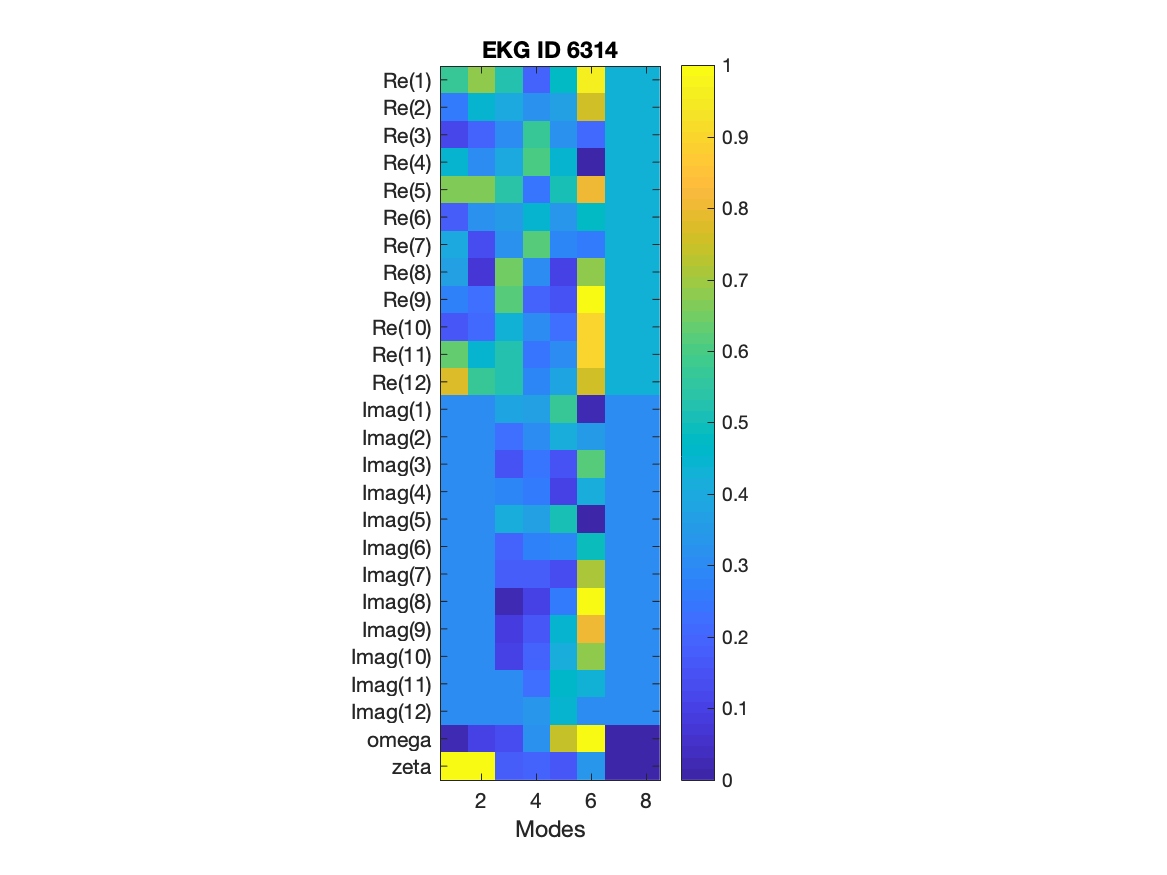 EKG ID 6314
Re(1)
Re(2)
Re(3)
Re(4)
Re(5)
Re(6)
Re(7)
Re(8)
Re(9)
Re(10)
Re(11)
Re(12)
Imag(1)
Imag(2)
Imag(3)
Imag(4)
Imag(5)
Imag(6)
Imag(7)
Imag(8)
Imag(9)
Imag(10)
Imag(11)
Imag(12)
omega
zeta
2 4 6 8
Modes
1
0.9
0.8
0.7
0.6
0.5
0.4
0.3
0.2
0.1
0